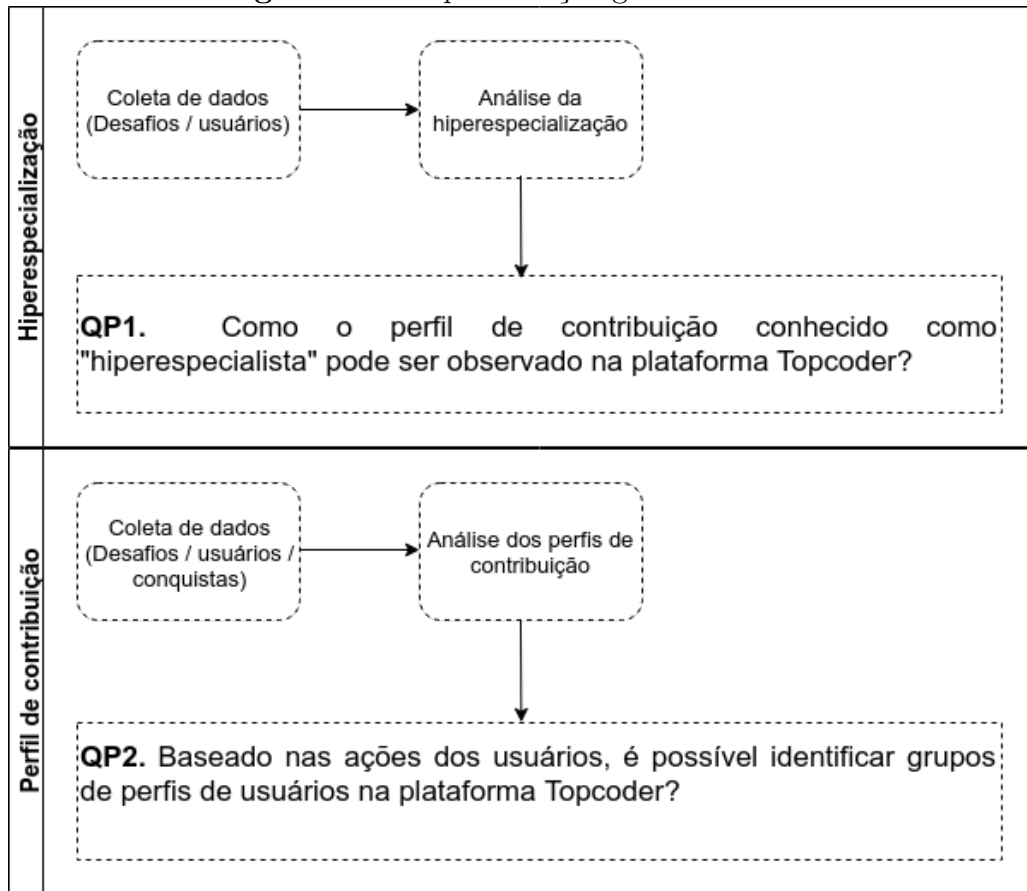 Hiperespecialização
Coleta de dados
(Desafios / usuários)
Análise da
hiperespecialização
QP1. Como o perfil de contribuição conhecido como
"hiperespecialista" pode ser observado na plataforma Topcoder?
Perfil de contribuição
Coleta de dados
(Desafios / usuários /
conquistas)
Análise dos perfis de
contribuição
QP2. Baseado nas ações dos usuários, é possível identificar grupos
de perfis de usuários na plataforma Topcoder?